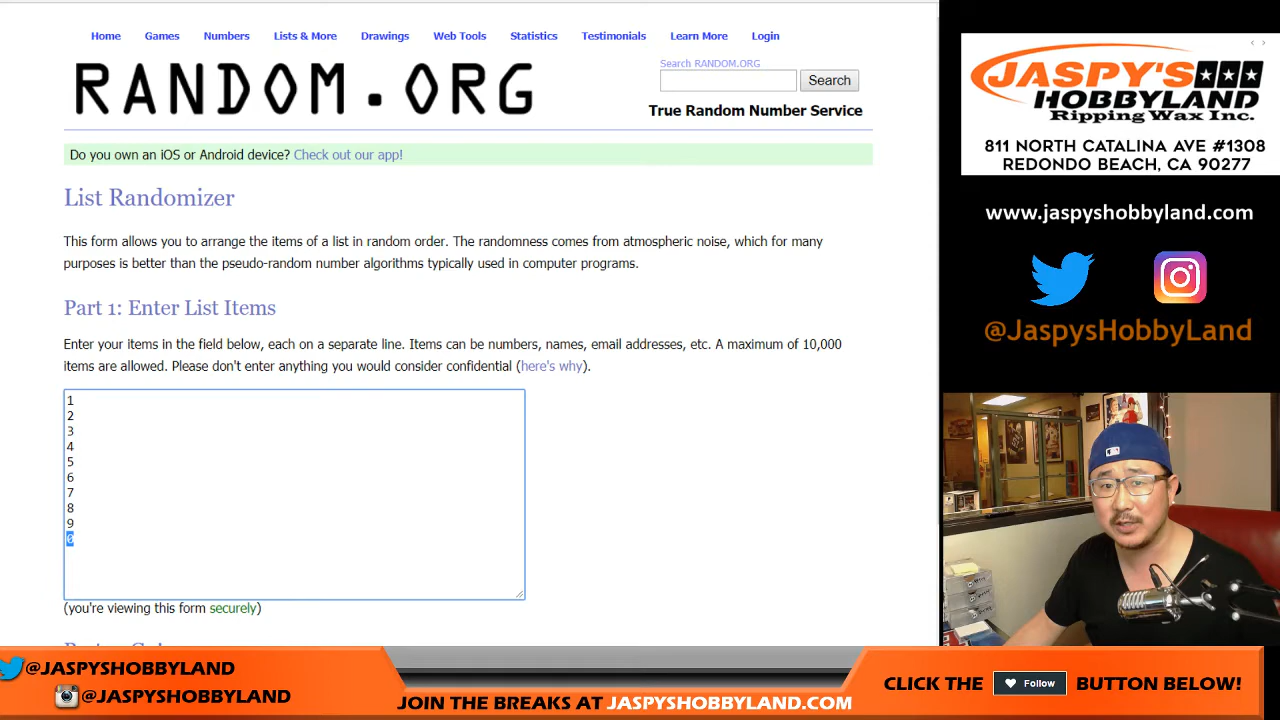 Home Games Numbers Lists & More Drawings Web Tools Statistics Testimonials Learn More Login
RANDOM.ORG
Search RANDOM.ORG
Search
True Random Number Service
Do you own an iOS or Android device? Check out our app!
List Randomizer
This form allows you to arrange the items of a list in random order. The randomness comes from atmospheric noise, which for many
purposes is better than the pseudo-random number algorithms typically used in computer programs.
Part 1: Enter List Items
Enter your items in the field below, each on a separate line. Items can be numbers, names, email addresses, etc. A maximum of 10,000
items are allowed. Please don't enter anything you would consider confidential (here's why).
1
2
3
4
5
6
7
8
9
0
(you're viewing this form securely)
JASPY'S
HOBBYLAND
Ripping Wax Inc.
811 NORTH CATALINA AVE #1308
REDONDO BEACH, CA 90277
www.jaspyshobbyland.com
@JaspysHobbyLand
@JASPYSHOBBYLAND
@JASPYSHOBBYLAND
JOIN THE BREAKS AT JASPYSHOBBYLAND.COM
CLICK THE Follow BUTTON BELOW!